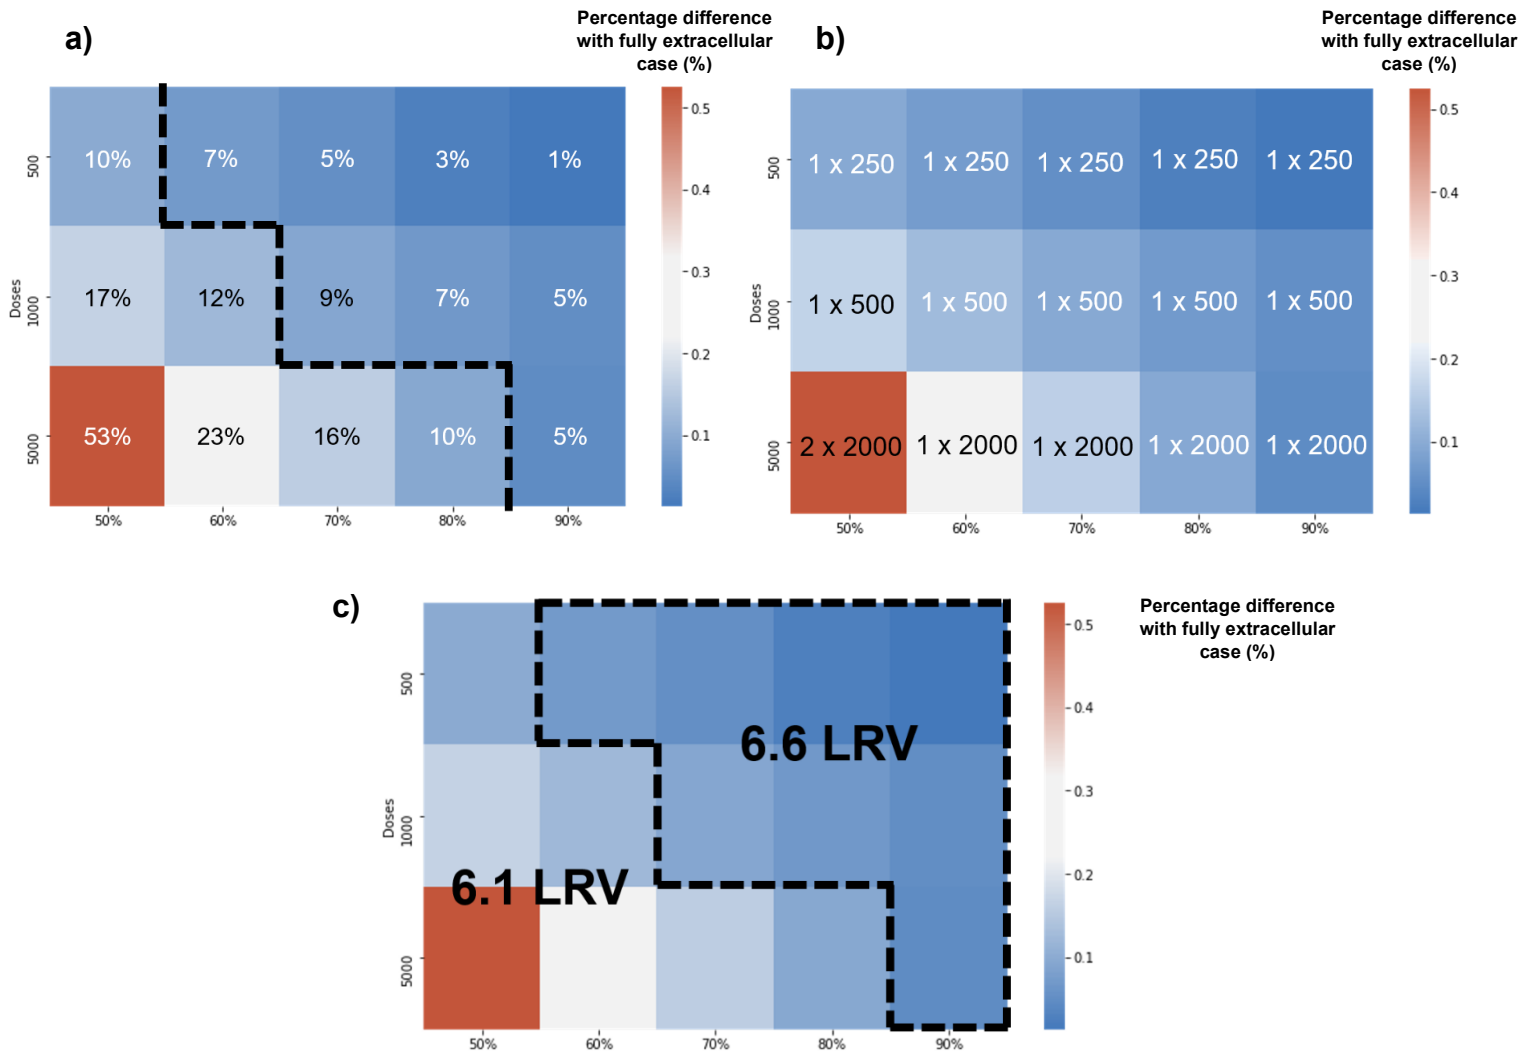 a)
Percentage difference
with fully extracellular
case (%)
500
10%
7%
5%
3%
1%
Doses
1000
17%
12%
9%
7%
5%
5000
53%
23%
16%
10%
5%
50%
60%
70%
80%
90%
0.5
0.4
0.3
0.2
0.1
b)
Percentage difference
with fully extracellular
case (%)
500
1 x 250
1 x 250
1 x 250
1 x 250
1 x 250
Doses
1000
1 x 500
1 x 500
1 x 500
1 x 500
1 x 500
5000
2 x 2000
1 x 2000
1 x 2000
1 x 2000
1 x 2000
50%
60%
70%
80%
90%
0.5
0.4
0.3
0.2
0.1
c)
Percentage difference
with fully extracellular
case (%)
500
6.6 LRV
Doses
1000
6.1 LRV
5000
50%
60%
70%
80%
90%
0.5
0.4
0.3
0.2
0.1